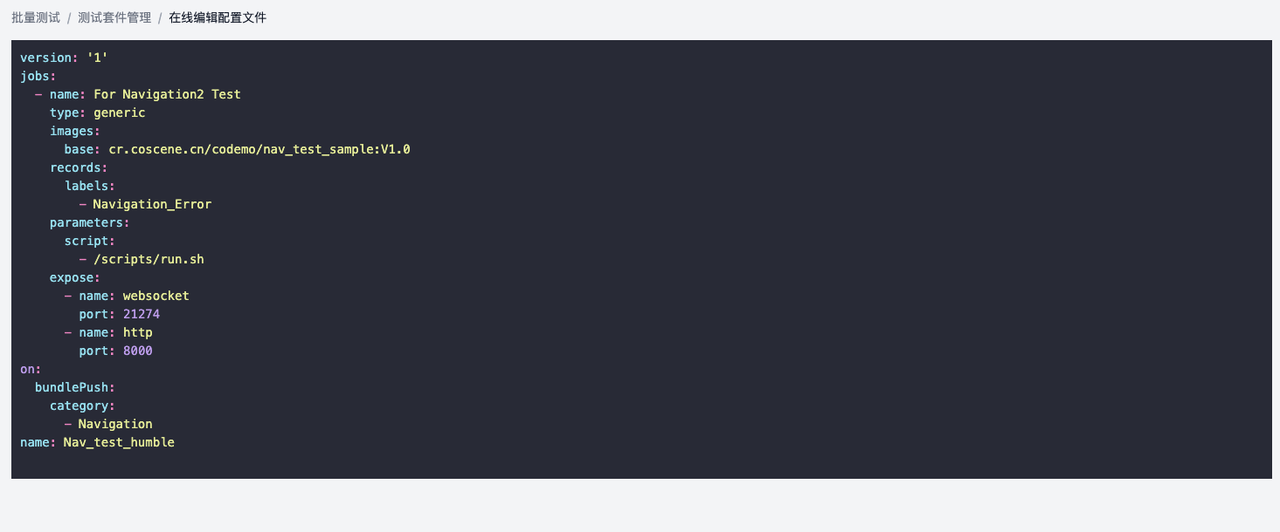 批量测试 / 测试套件管理 / 在线编辑配置文件
version: '1'
jobs:
  - name: For Navigation2 Test
    type: generic
    images:
      base: cr.coscene.cn/codemo/nav_test_sample:V1.0
    records:
      labels:
        - Navigation_Error
    parameters:
      script:
        - /scripts/run.sh
    expose:
      - name: websocket
        port: 21274
      - name: http
        port: 8000
on:
  bundlePush:
    category:
      - Navigation
name: Nav_test_humble